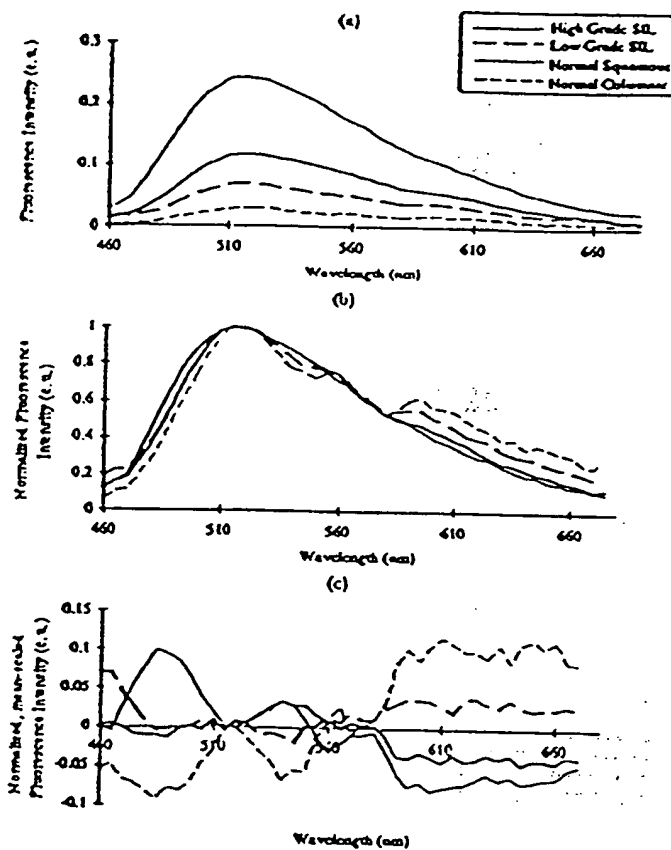 (a)
High Grade SIL
Low Grade SIL
Normal Squamous
Normal Columnar
Fluorescence Intensity (c.u.)
0.3
0.2
0.1
0
460
510
560
610
660
Wavelength (nm)
(b)
Normalized Fluorescence
Intensity (c.u.)
1
0.8
0.6
0.4
0.2
0
460
510
560
610
660
Wavelength (nm)
(c)
Normalized, mean-scaled
Fluorescence Intensity (c.u.)
0.15
0.1
0.05
0
-0.05
-0.1
460
510
560
610
660
Wavelength (nm)